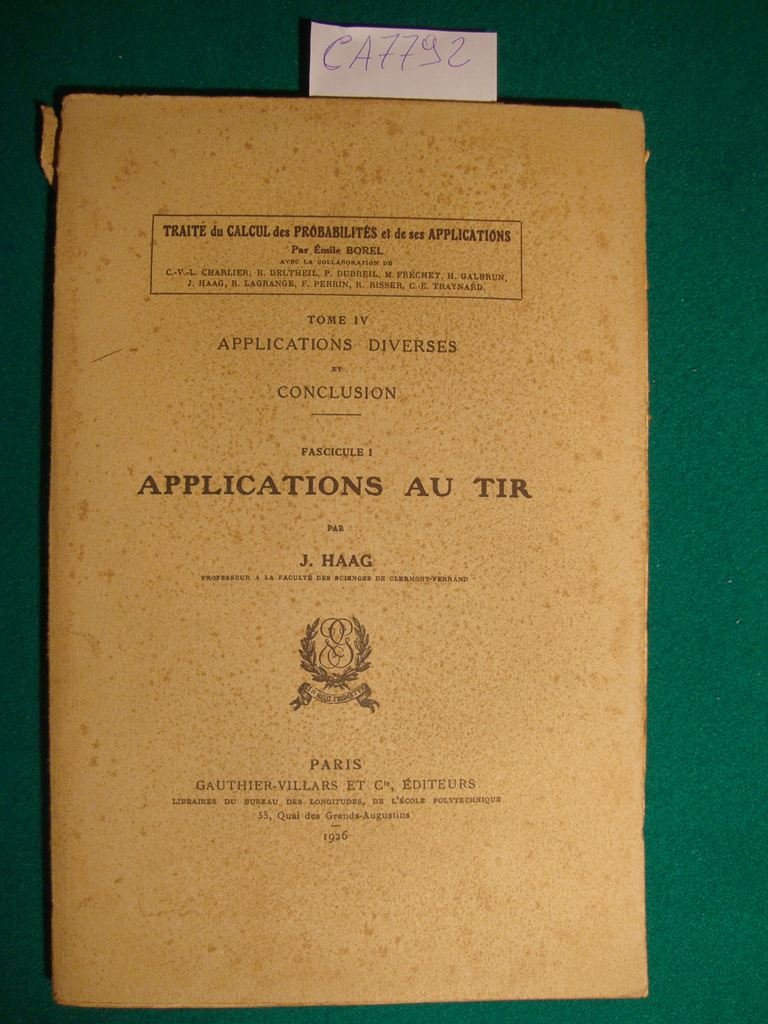 CA7792
TRAITÉ du CALCUL des PROBABILITÉS et de ses APPLICATIONS
Par Émile BOREL
AVEC LA COLLABORATION DE
C.-V.-L. CHARLIER, R. DELTHEIL, P. DUBREIL, M. FRÉCHET, H. GALBRUN,
J. HAAG, R. LAGRANGE, F. PERRIN, R. RISSER, C.-E. TRAYNARD.
TOME IV
APPLICATIONS DIVERSES
ET
CONCLUSION
FASCICULE I
APPLICATIONS AU TIR
PAR
J. HAAG
PROFESSEUR A LA FACULTÉ DES SCIENCES DE CLERMONT-FERRAND
PARIS
GAUTHIER-VILLARS ET Cie, ÉDITEURS
LIBRAIRES DU BUREAU DES LONGITUDES, DE L'ÉCOLE POLYTECHNIQUE
55, Quai des Grands-Augustins
1926